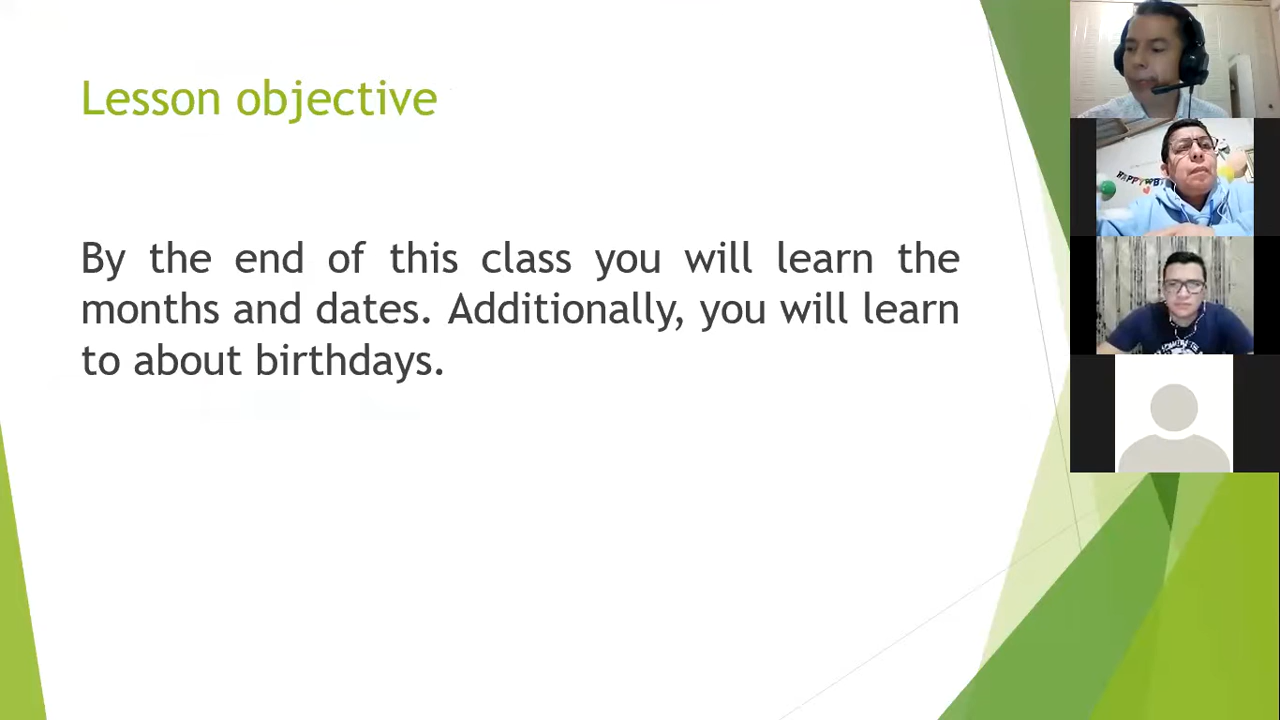 Lesson objective
By the end of this class you will learn the
months and dates. Additionally, you will learn
to about birthdays.
HAPPY